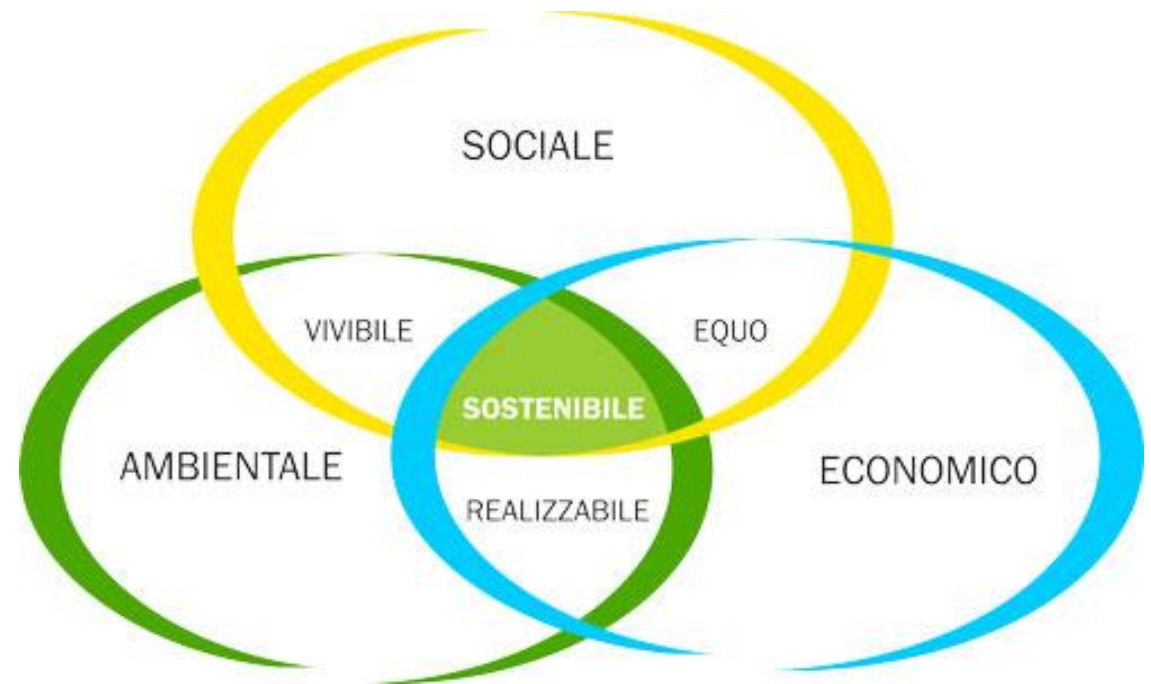 SOCIALE
VIVIBILE
EQUO
SOSTENIBILE
AMBIENTALE
ECONOMICO
REALIZZABILE